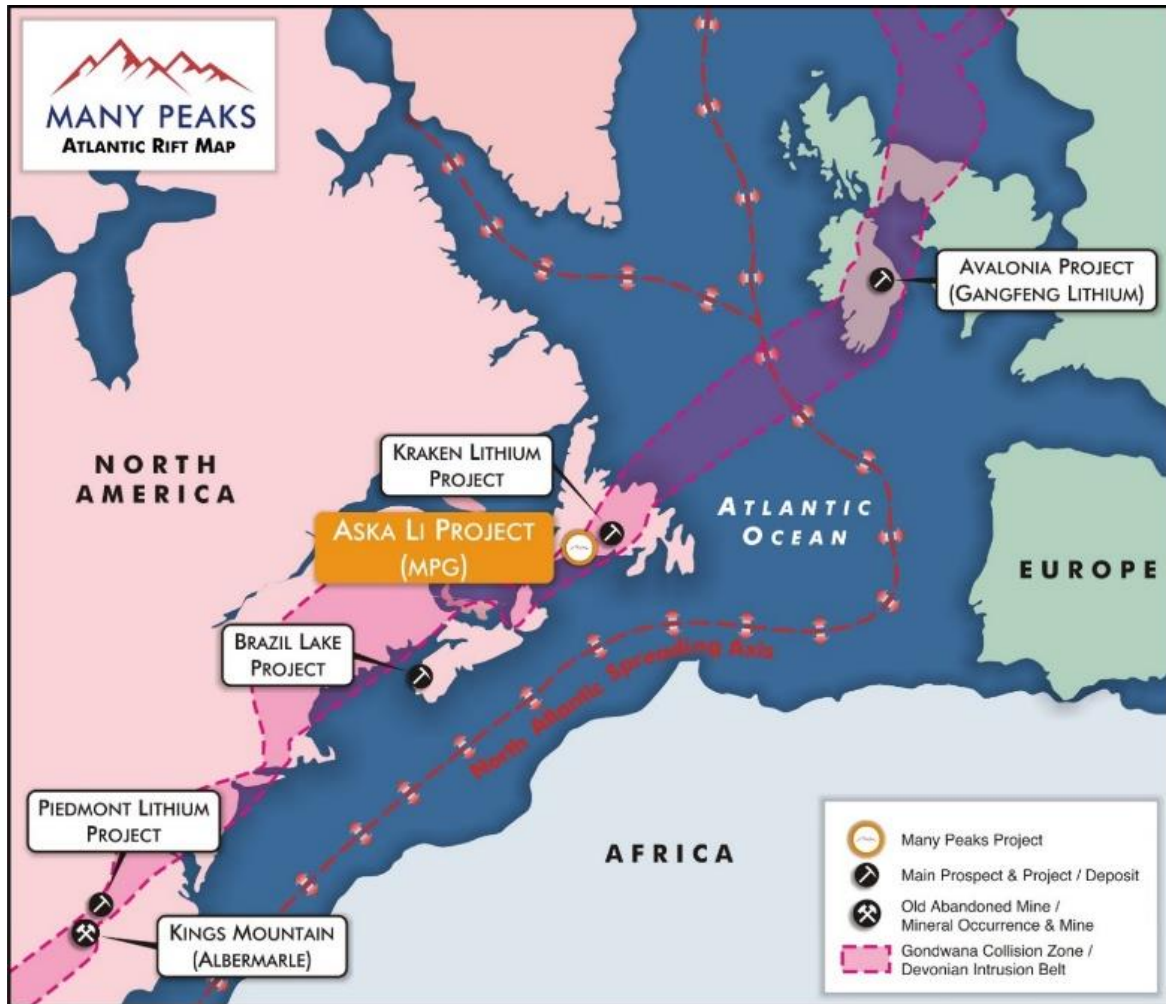 MANY PEAKS
ATLANTIC RIFT MAP
AVALONIA PROJECT
(GANGFENG LITHIUM)
NORTH
AMERICA
KRAKEN LITHIUM
PROJECT
ATLANTIC
OCEAN
ASKA LI PROJECT
(MPG)
EUROPE
BRAZIL LAKE
PROJECT
North Atlantic Spreading Axis
PIEDMONT LITHIUM
PROJECT
AFRICA
KINGS MOUNTAIN
(ALBERMARLE)
Many Peaks Project
Main Prospect & Project / Deposit
Old Abandoned Mine /
Mineral Occurrence & Mine
Gondwana Collision Zone /
Devonian Intrusion Belt